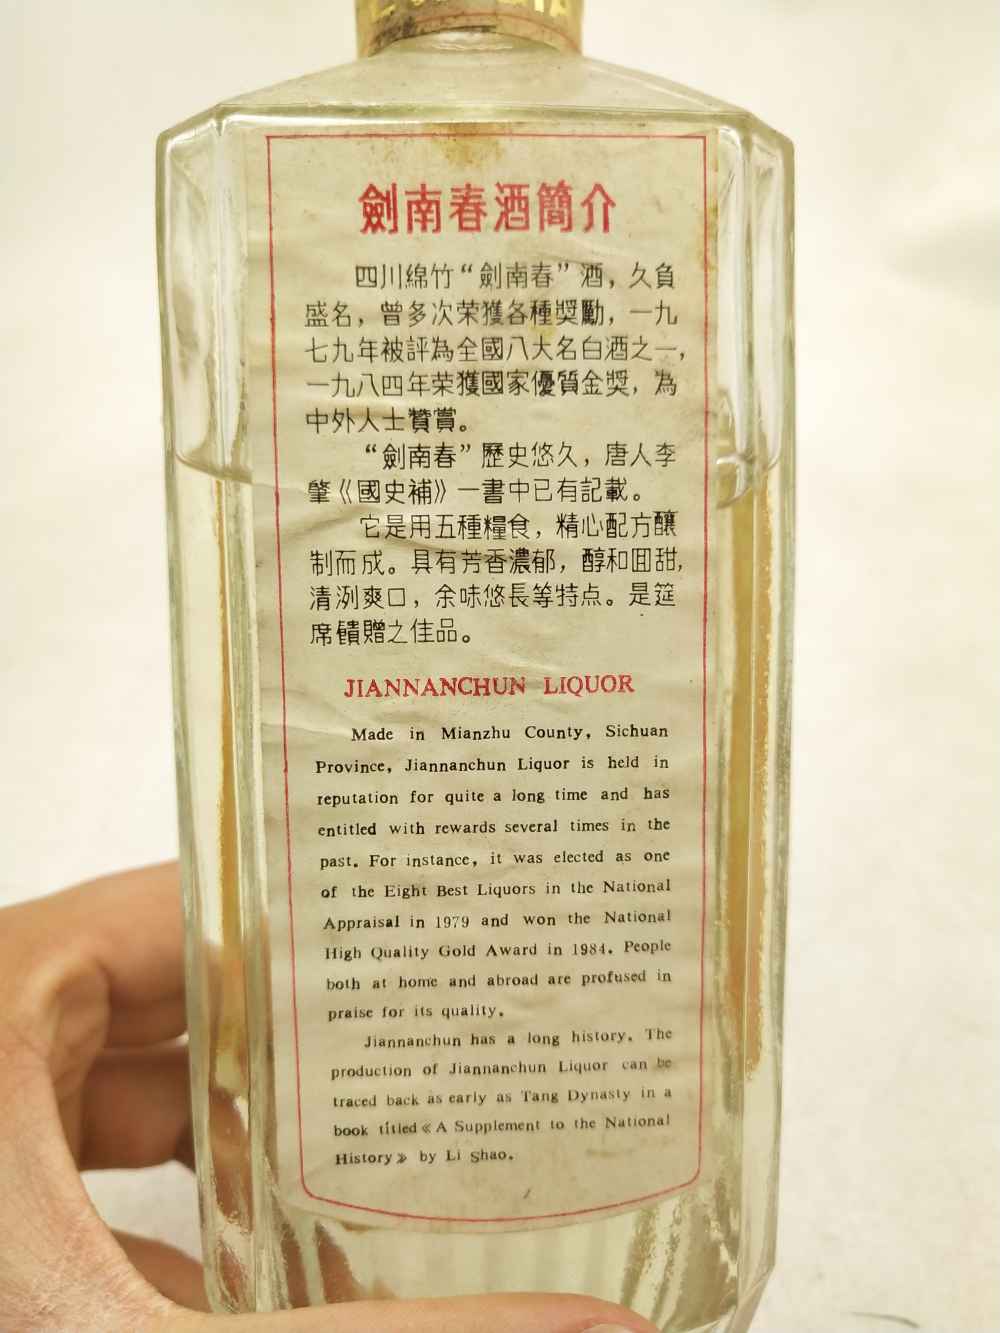 劍南春酒簡介
四川綿竹“劍南春”酒，久負
盛名，曾多次荣獲各種獎勵，一九
七九年被評為全國八大名白酒之一，
一九八四年荣獲國家優質金獎，為
中外人士贊賞。
“劍南春”歷史悠久，唐人李
肇《國史補》一書中已有記載。
它是用五種糧食，精心配方釀
制而成。具有芳香濃郁，醇和囬甜，
清洌爽口，余味悠長等特点。是筵
席饋贈之佳品。
JIANNANCHUN LIQUOR
Made in Mianzhu County, Sichuan
Province, Jiannanchun Liquor is held in
reputation for quite a long time and has
entitled with rewards several times in the
past. For instance, it was elected as one
of the Eight Best Liquors in the National
Appraisal in 1979 and won the National
High Quality Gold Award in 1984. People
both at home and abroad are profused in
praise for its quality.
Jiannanchun has a long history. The
production of Jiannanchun Liquor can be
traced back as early as Tang Dynasty in a
book titled《A Supplement to the National
History》 by Li Shao.